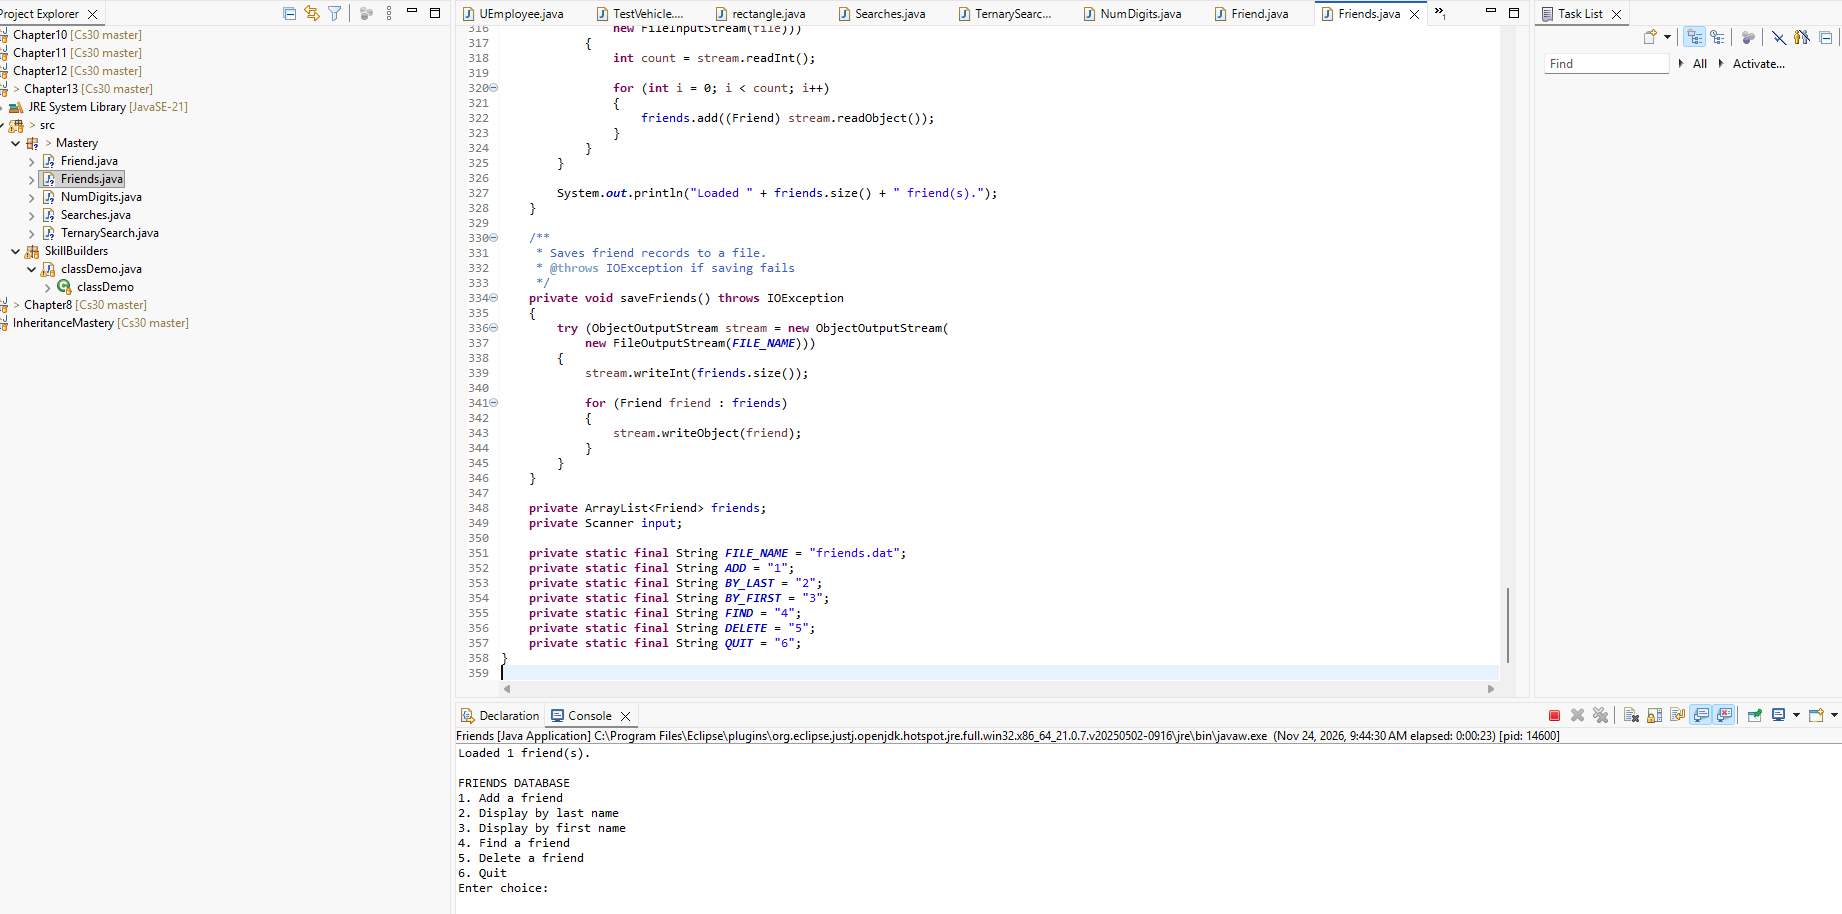 Project Explorer
Chapter10 [Cs30 master]
Chapter11 [Cs30 master]
Chapter12 [Cs30 master]
> Chapter13 [Cs30 master]
JRE System Library [JavaSE-21]
> src
> Mastery
Friend.java
Friends.java
NumDigits.java
Searches.java
TernarySearch.java
SkillBuilders
classDemo.java
classDemo
> Chapter8 [Cs30 master]
InheritanceMastery [Cs30 master]
UEmployee.java TestVehicle.... rectangle.java Searches.java TernarySearc... NumDigits.java Friend.java Friends.java »1
316 new FileInputStream(file)))
317 {
318 int count = stream.readInt();
319
320 for (int i = 0; i < count; i++)
321 {
322 friends.add((Friend) stream.readObject());
323 }
324 }
325 }
326
327 System.out.println("Loaded " + friends.size() + " friend(s).");
328 }
329
330 /**
331 * Saves friend records to a file.
332 * @throws IOException if saving fails
333 */
334 private void saveFriends() throws IOException
335 {
336 try (ObjectOutputStream stream = new ObjectOutputStream(
337 new FileOutputStream(FILE_NAME)))
338 {
339 stream.writeInt(friends.size());
340
341 for (Friend friend : friends)
342 {
343 stream.writeObject(friend);
344 }
345 }
346 }
347
348 private ArrayList<Friend> friends;
349 private Scanner input;
350
351 private static final String FILE_NAME = "friends.dat";
352 private static final String ADD = "1";
353 private static final String BY_LAST = "2";
354 private static final String BY_FIRST = "3";
355 private static final String FIND = "4";
356 private static final String DELETE = "5";
357 private static final String QUIT = "6";
358 }
359
Task List
Find All Activate...
Declaration Console
Friends [Java Application] C:\Program Files\Eclipse\plugins\org.eclipse.justj.openjdk.hotspot.jre.full.win32.x86_64_21.0.7.v20250502-0916\jre\bin\javaw.exe (Nov 24, 2026, 9:44:30 AM elapsed: 0:00:23) [pid: 14600]
Loaded 1 friend(s).
FRIENDS DATABASE
1. Add a friend
2. Display by last name
3. Display by first name
4. Find a friend
5. Delete a friend
6. Quit
Enter choice: